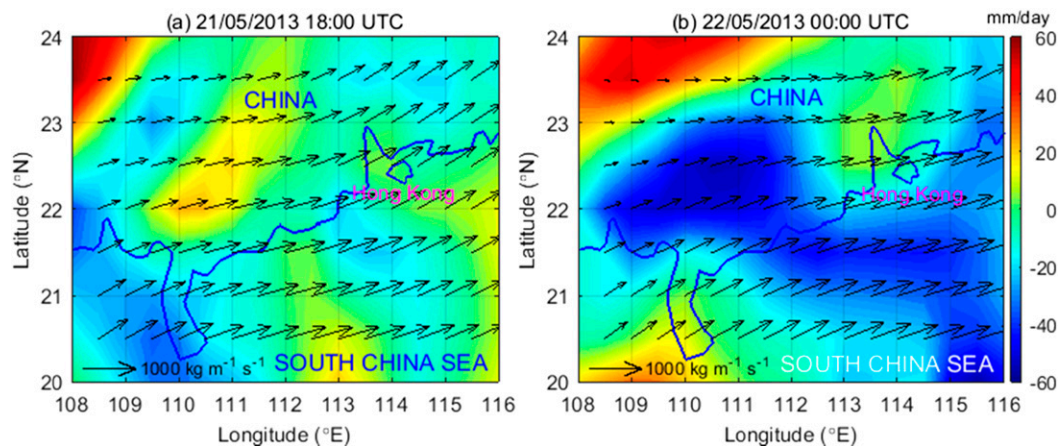 (a) 21/05/2013 18:00 UTC
24
23
22
21
20
Latitude (°N)
CHINA
Hong Kong
SOUTH CHINA SEA
1000 kg m⁻¹ s⁻¹
108 109 110 111 112 113 114 115 116
Longitude (°E)
(b) 22/05/2013 00:00 UTC
24
23
22
21
20
Latitude (°N)
CHINA
Hong Kong
SOUTH CHINA SEA
1000 kg m⁻¹ s⁻¹
108 109 110 111 112 113 114 115 116
Longitude (°E)
mm/day
60
40
20
0
-20
-40
-60